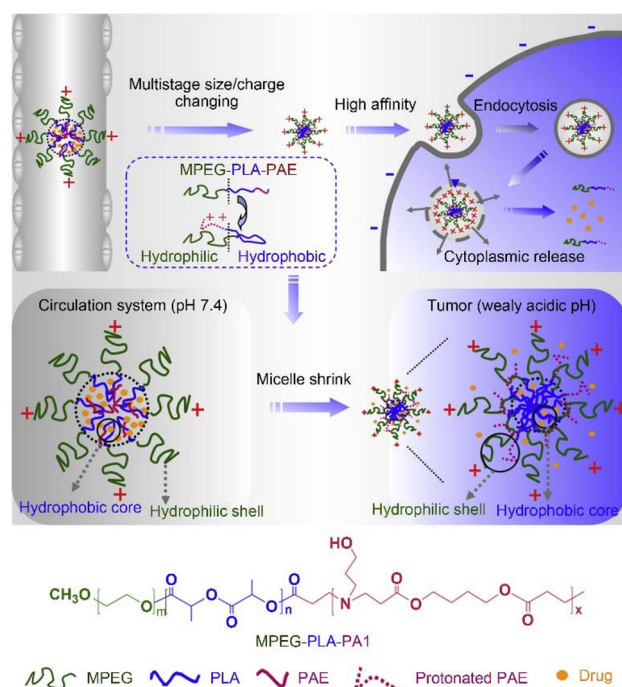 Multistage size/charge
changing
High affinity
Endocytosis
MPEG-PLA-PAE
++
Hydrophilic Hydrophobic
Cytoplasmic release
Circulation system (pH 7.4)
Tumor (wealy acidic pH)
Micelle shrink
Hydrophobic core
Hydrophilic shell
Hydrophilic shell
Hydrophobic core
HO
CH3O
m
O
O
O
O
n
O
N
O
O
O
O
x
MPEG-PLA-PA1
MPEG PLA PAE Protonated PAE Drug